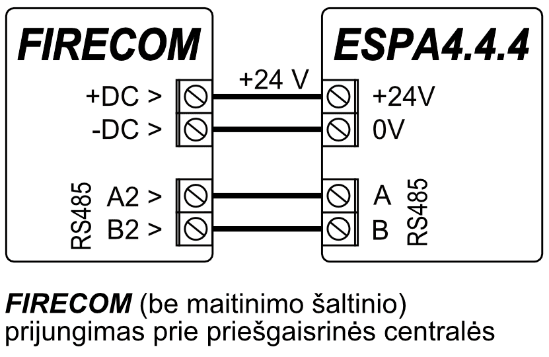 FIRECOM ESPA4.4.4
+DC > +24 V +24V
-DC > 0V
RS485 A2 > A RS485
B2 > B
FIRECOM (be maitinimo šaltinio)
prijungimas prie priešgaisrinės centralės